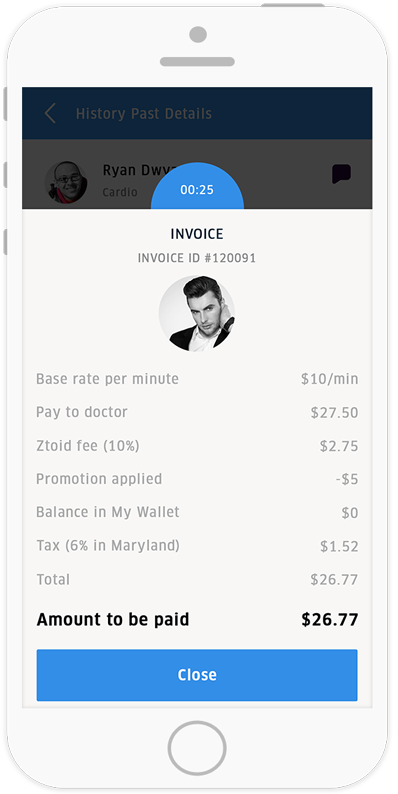 History Past Details
Ryan Dwy
Cardio
00:25
INVOICE
INVOICE ID #120091
Base rate per minute $10/min
Pay to doctor $27.50
Ztoid fee (10%) $2.75
Promotion applied -$5
Balance in My Wallet $0
Tax (6% in Maryland) $1.52
Total $26.77
Amount to be paid $26.77
Close